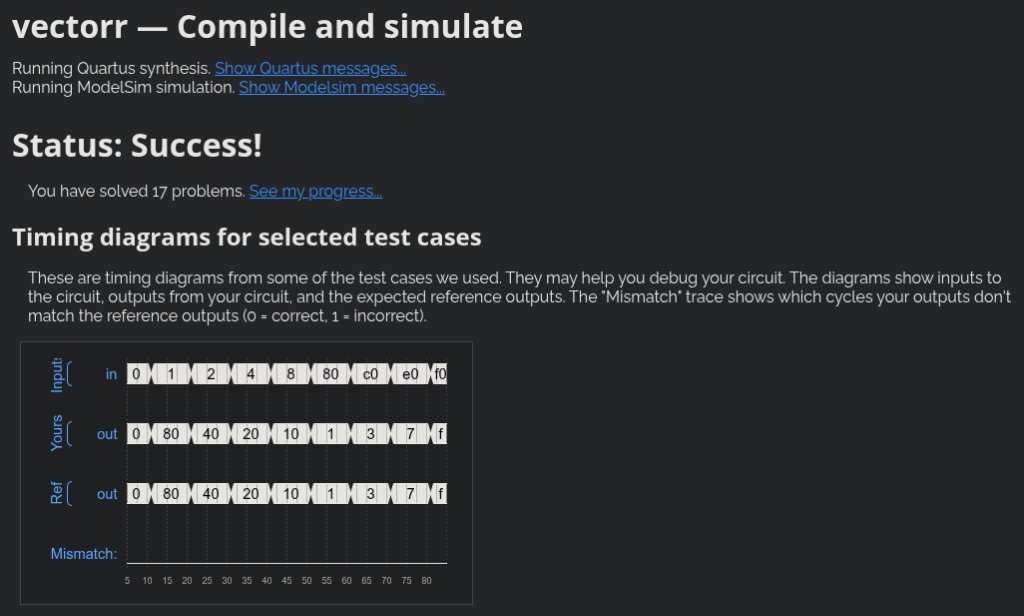 vectorr — Compile and simulate
Running Quartus synthesis. Show Quartus messages...
Running ModelSim simulation. Show Modelsim messages...
Status: Success!
You have solved 17 problems. See my progress...
Timing diagrams for selected test cases
These are timing diagrams from some of the test cases we used. They may help you debug your circuit. The diagrams show inputs to
the circuit, outputs from your circuit, and the expected reference outputs. The "Mismatch" trace shows which cycles your outputs don't
match the reference outputs (0 = correct, 1 = incorrect).
Inputs in 0 1 2 4 8 80 c0 e0 f0
Yours out 0 80 40 20 10 1 3 7 f
Ref out 0 80 40 20 10 1 3 7 f
Mismatch:
5 10 15 20 25 30 35 40 45 50 55 60 65 70 75 80